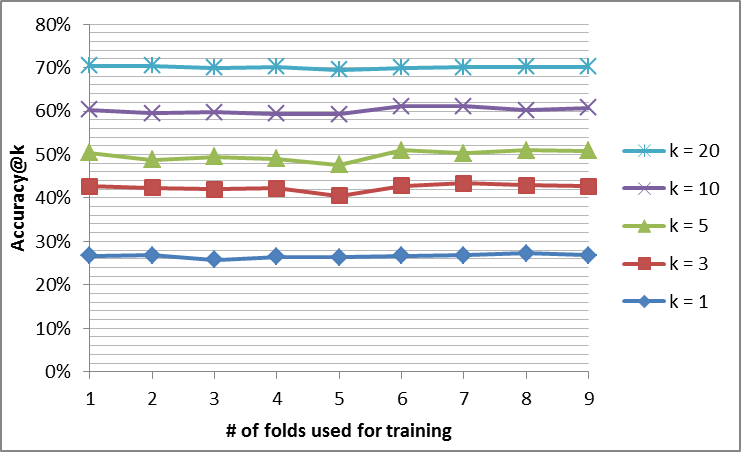 80%
70%
60%
50%
40%
30%
20%
10%
0%
Accuracy@k
1 2 3 4 5 6 7 8 9
# of folds used for training
k = 20
k = 10
k = 5
k = 3
k = 1